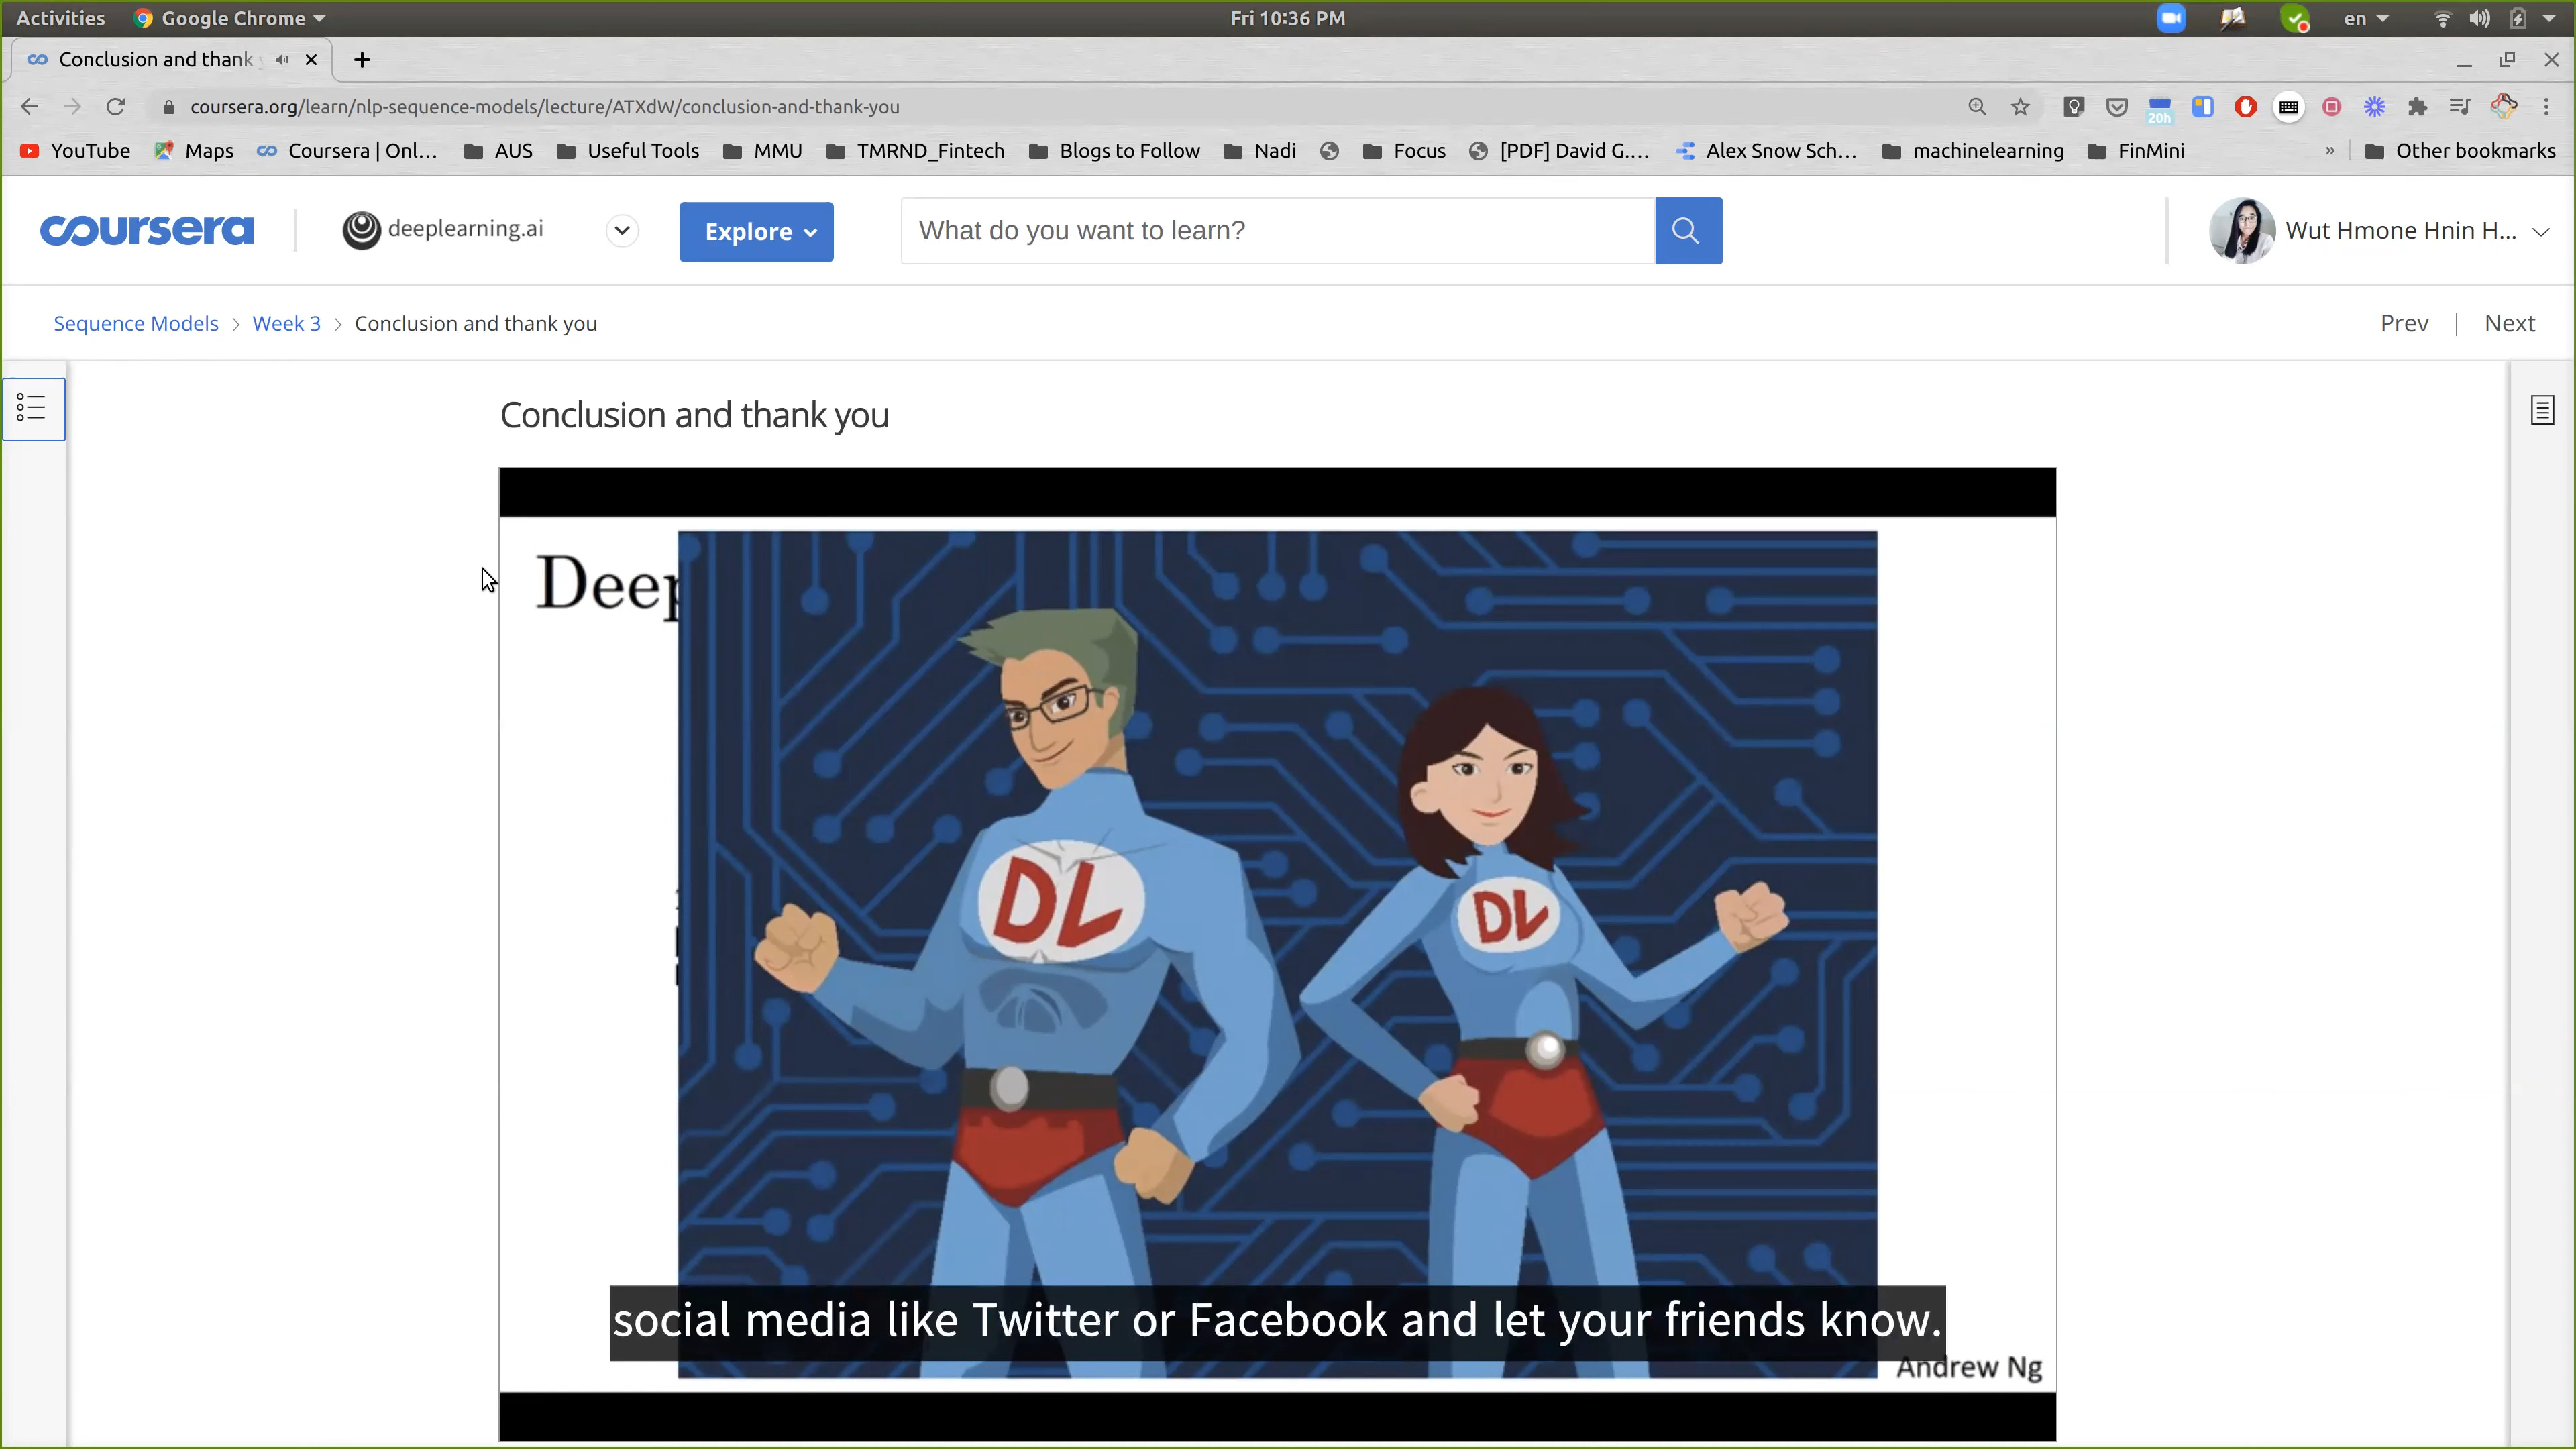 Activities Google Chrome Fri 10:36 PM en
Conclusion and thank
coursera.org/learn/nlp-sequence-models/lecture/ATXdW/conclusion-and-thank-you
20h
YouTube Maps Coursera | Onl... AUS Useful Tools MMU TMRND_Fintech Blogs to Follow Nadi Focus [PDF] David G.... Alex Snow Sch... machinelearning FinMini » Other bookmarks
coursera deeplearning.ai Explore What do you want to learn? Wut Hmone Hnin H...
Sequence Models > Week 3 > Conclusion and thank you Prev | Next
Conclusion and thank you
Deep
DL DL
social media like Twitter or Facebook and let your friends know.
Andrew Ng